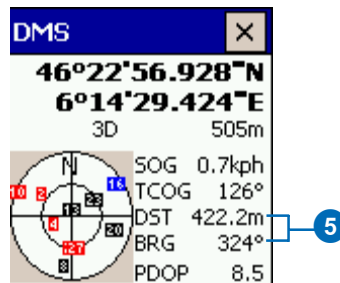 DMS
46°22'56.928"N
6°14'29.424"E
3D 505m
N
SOG 0.7kph
10 2 16
TCOG 126°
23
13
DST 422.2m
4
20
5
BRG 324°
27
8
PDOP 8.5